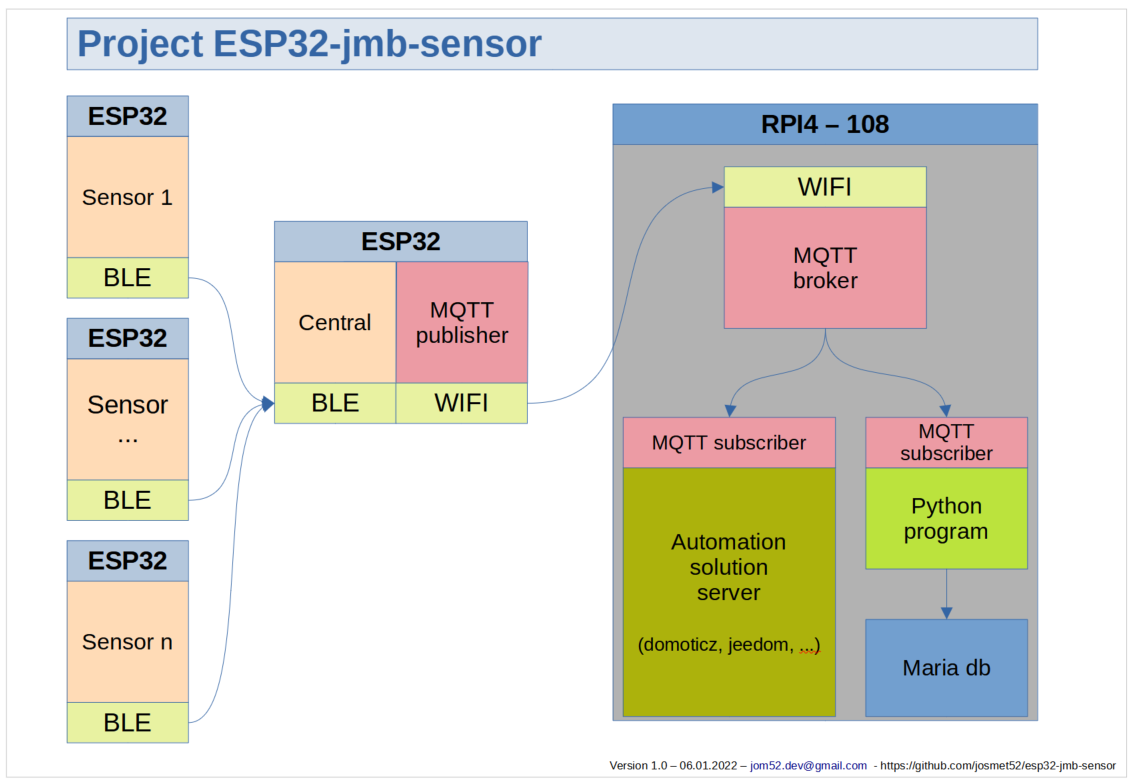 Project ESP32-jmb-sensor
ESP32
Sensor 1
BLE
ESP32
Sensor
...
BLE
ESP32
Sensor n
BLE
ESP32
Central
MQTT
publisher
BLE
WIFI
RPI4 – 108
WIFI
MQTT
broker
MQTT subscriber
Automation
solution
server
(domoticz, jeedom, ...)
MQTT
subscriber
Python
program
Maria db
Version 1.0 – 06.01.2022 – jom52.dev@gmail.com - https://github.com/josmet52/esp32-jmb-sensor